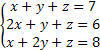 x + y + z = 7
2x + y + z = 6
x + 2y + z = 8